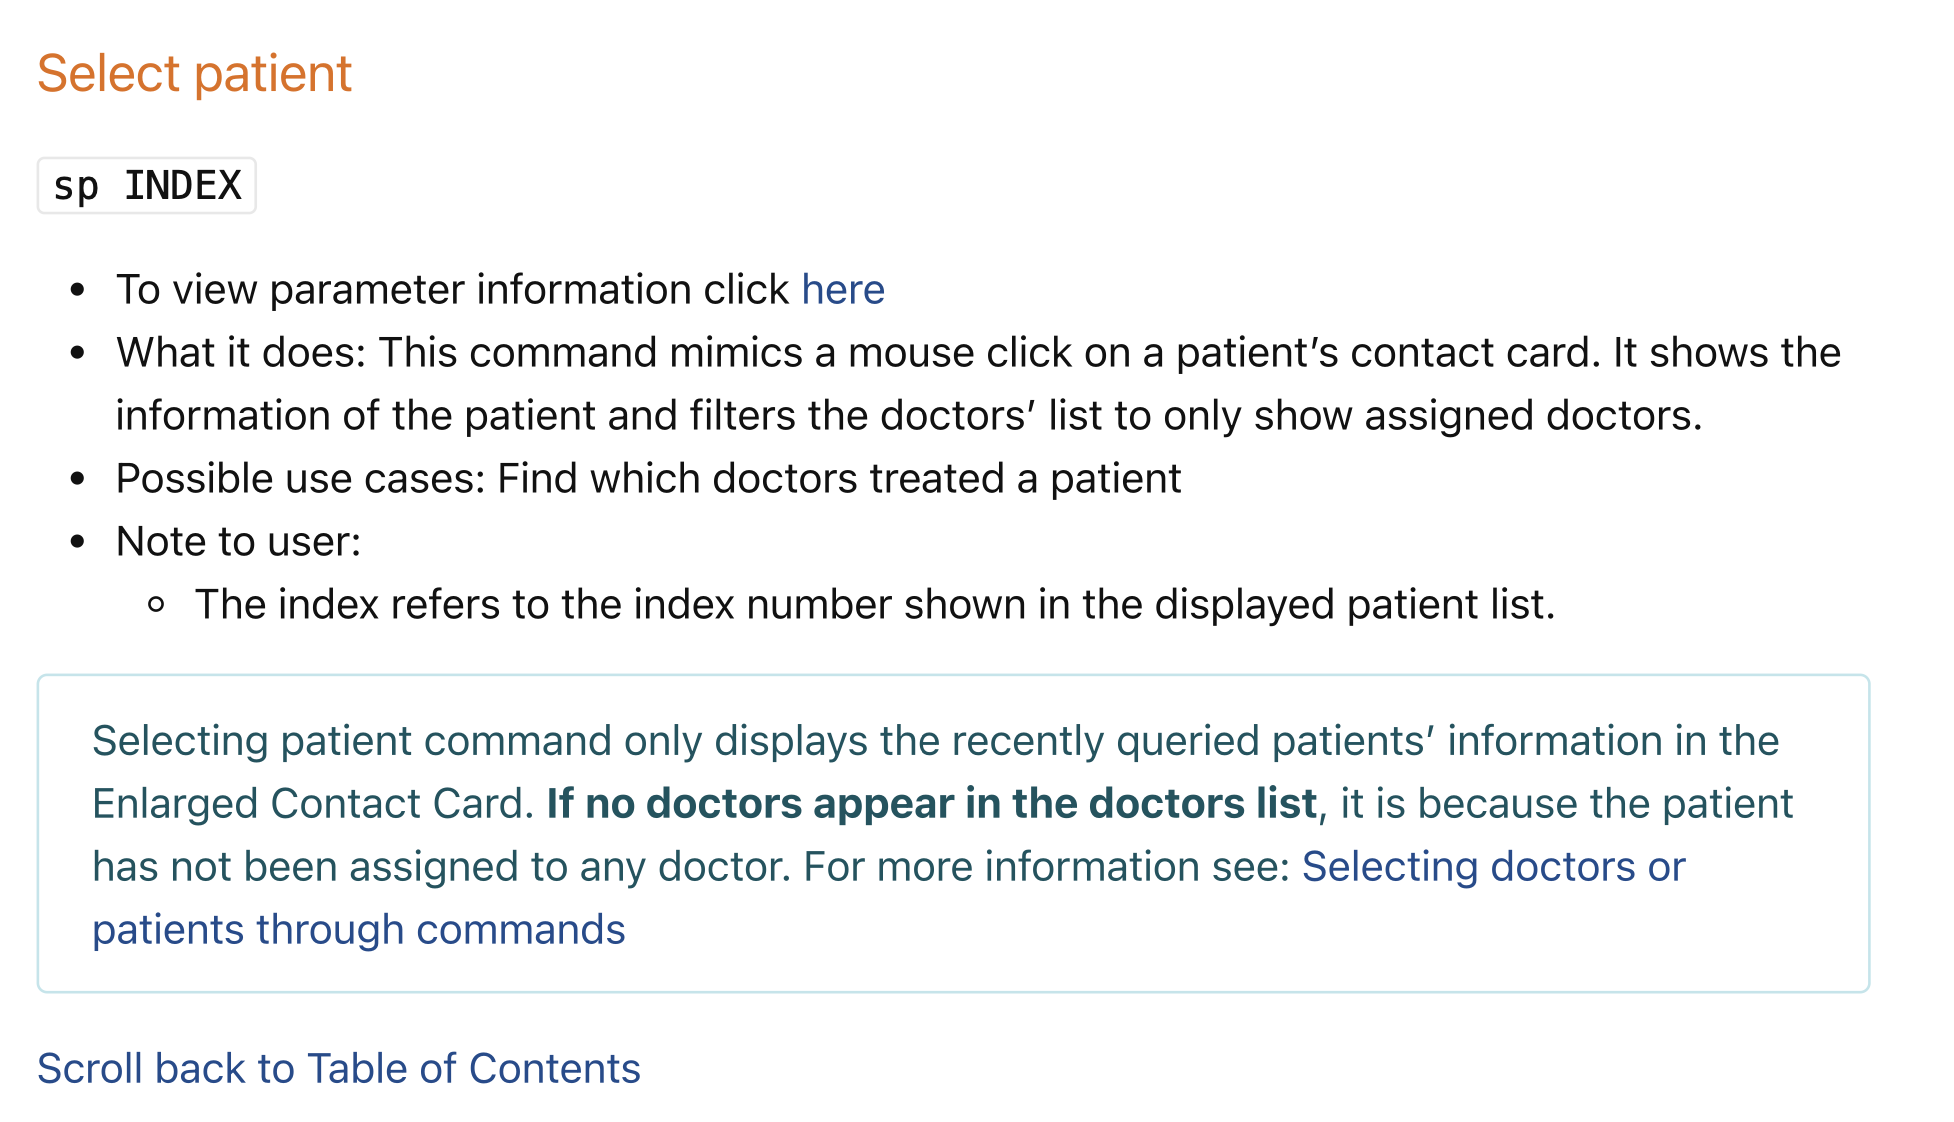 Select patient
sp INDEX
• To view parameter information click here
• What it does: This command mimics a mouse click on a patient’s contact card. It shows the
information of the patient and filters the doctors’ list to only show assigned doctors.
• Possible use cases: Find which doctors treated a patient
• Note to user:
◦ The index refers to the index number shown in the displayed patient list.
Selecting patient command only displays the recently queried patients’ information in the
Enlarged Contact Card. If no doctors appear in the doctors list, it is because the patient
has not been assigned to any doctor. For more information see: Selecting doctors or
patients through commands
Scroll back to Table of Contents